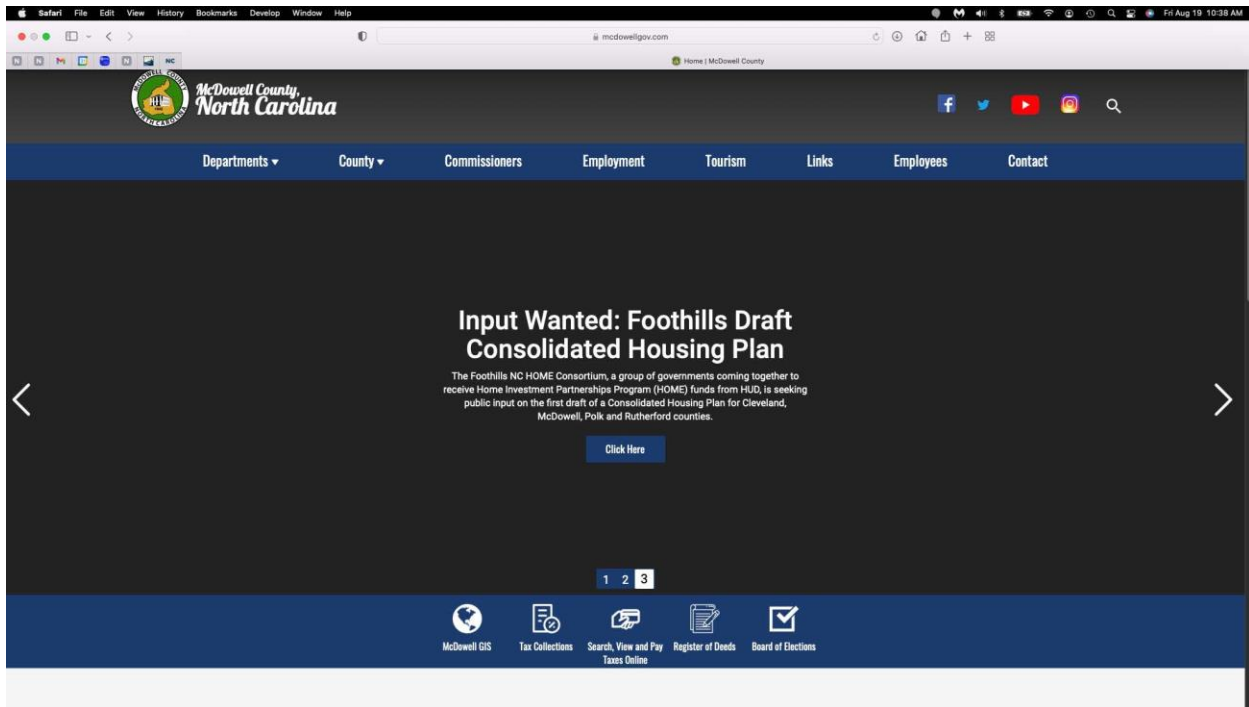 Safari File Edit View History Bookmarks Develop Window Help
Fri Aug 19 10:38 AM
mcdowellgov.com
NC
Home | McDowell County
McDOWELL COUNTY
NORTH CAROLINA
McDowell County,
North Carolina
Departments County Commissioners Employment Tourism Links Employees Contact
Input Wanted: Foothills Draft
Consolidated Housing Plan
The Foothills NC HOME Consortium, a group of governments coming together to
receive Home Investment Partnerships Program (HOME) funds from HUD, is seeking
public input on the first draft of a Consolidated Housing Plan for Cleveland,
McDowell, Polk and Rutherford counties.
Click Here
1 2 3
McDowell GIS Tax Collections Search, View and Pay Register of Deeds Board of Elections
Taxes Online